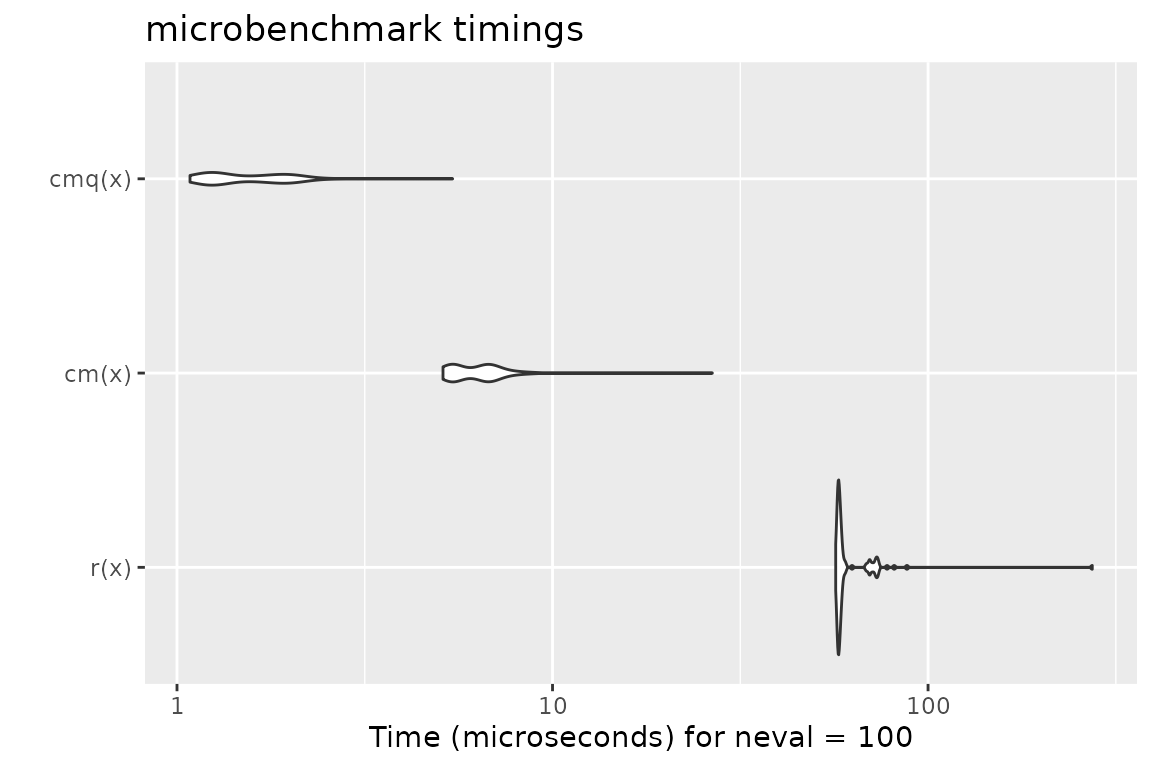 microbenchmark timings
cmq(x)
cm(x)
r(x)
1 10 100
Time (microseconds) for neval = 100